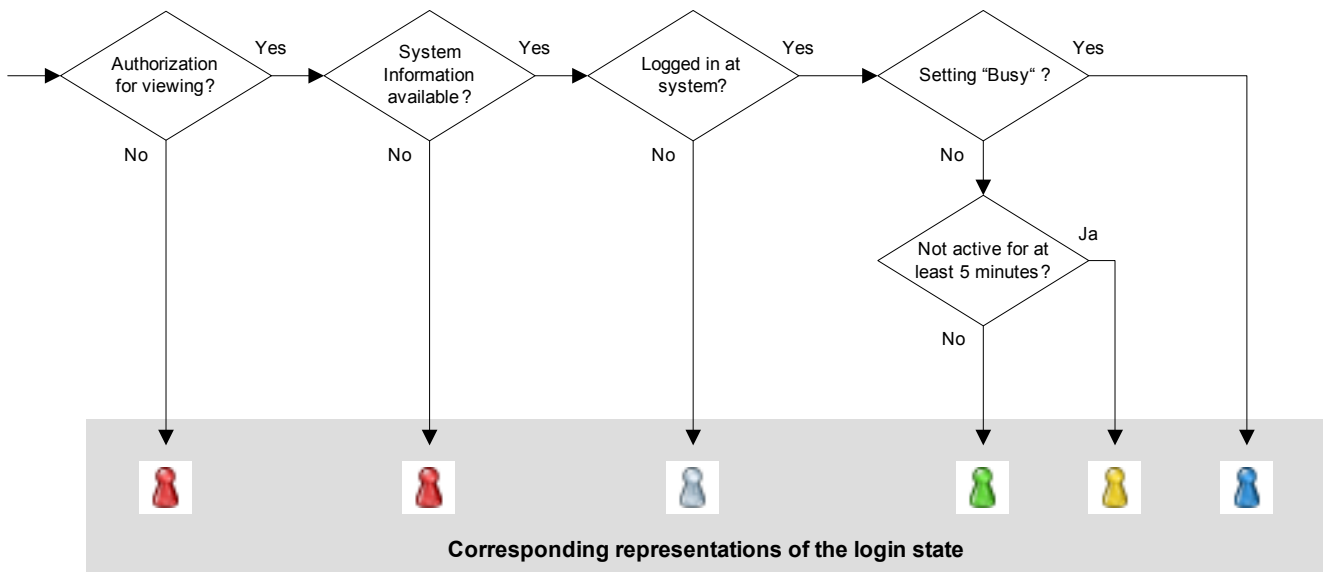 Authorization
for viewing?
Yes
No
System
Information
available?
Yes
No
Logged in at
system?
Yes
No
Setting “Busy“ ?
Yes
No
Not active for at
least 5 minutes?
Ja
No
Corresponding representations of the login state